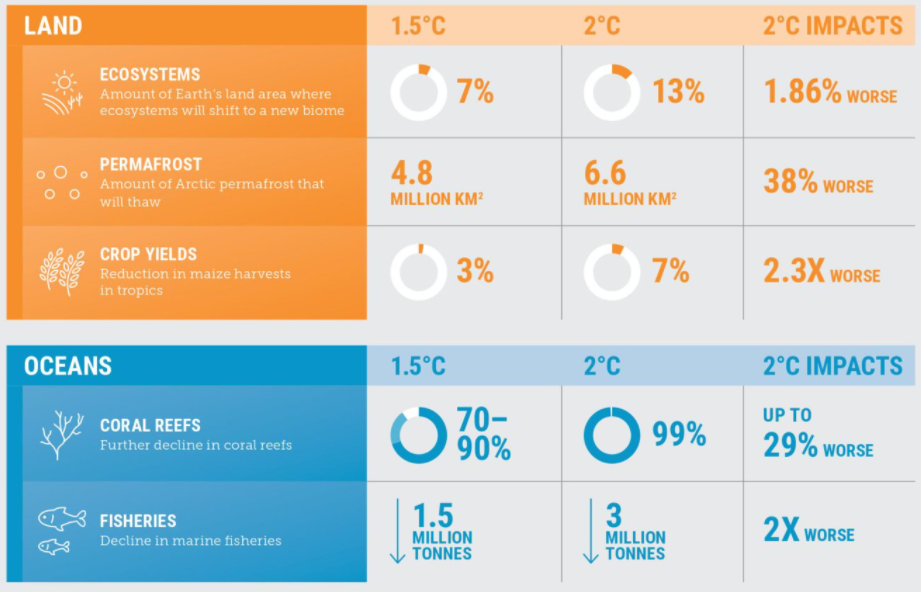 LAND 1.5°C 2°C 2°C IMPACTS
ECOSYSTEMS
Amount of Earth's land area where
ecosystems will shift to a new biome
7% 13% 1.86% WORSE
PERMAFROST
Amount of Arctic permafrost that
will thaw
4.8
MILLION KM²
6.6
MILLION KM²
38% WORSE
CROP YIELDS
Reduction in maize harvests
in tropics
3% 7% 2.3X WORSE
OCEANS 1.5°C 2°C 2°C IMPACTS
CORAL REEFS
Further decline in coral reefs
70–
90%
99%
UP TO
29% WORSE
FISHERIES
Decline in marine fisheries
1.5
MILLION
TONNES
3
MILLION
TONNES
2X WORSE